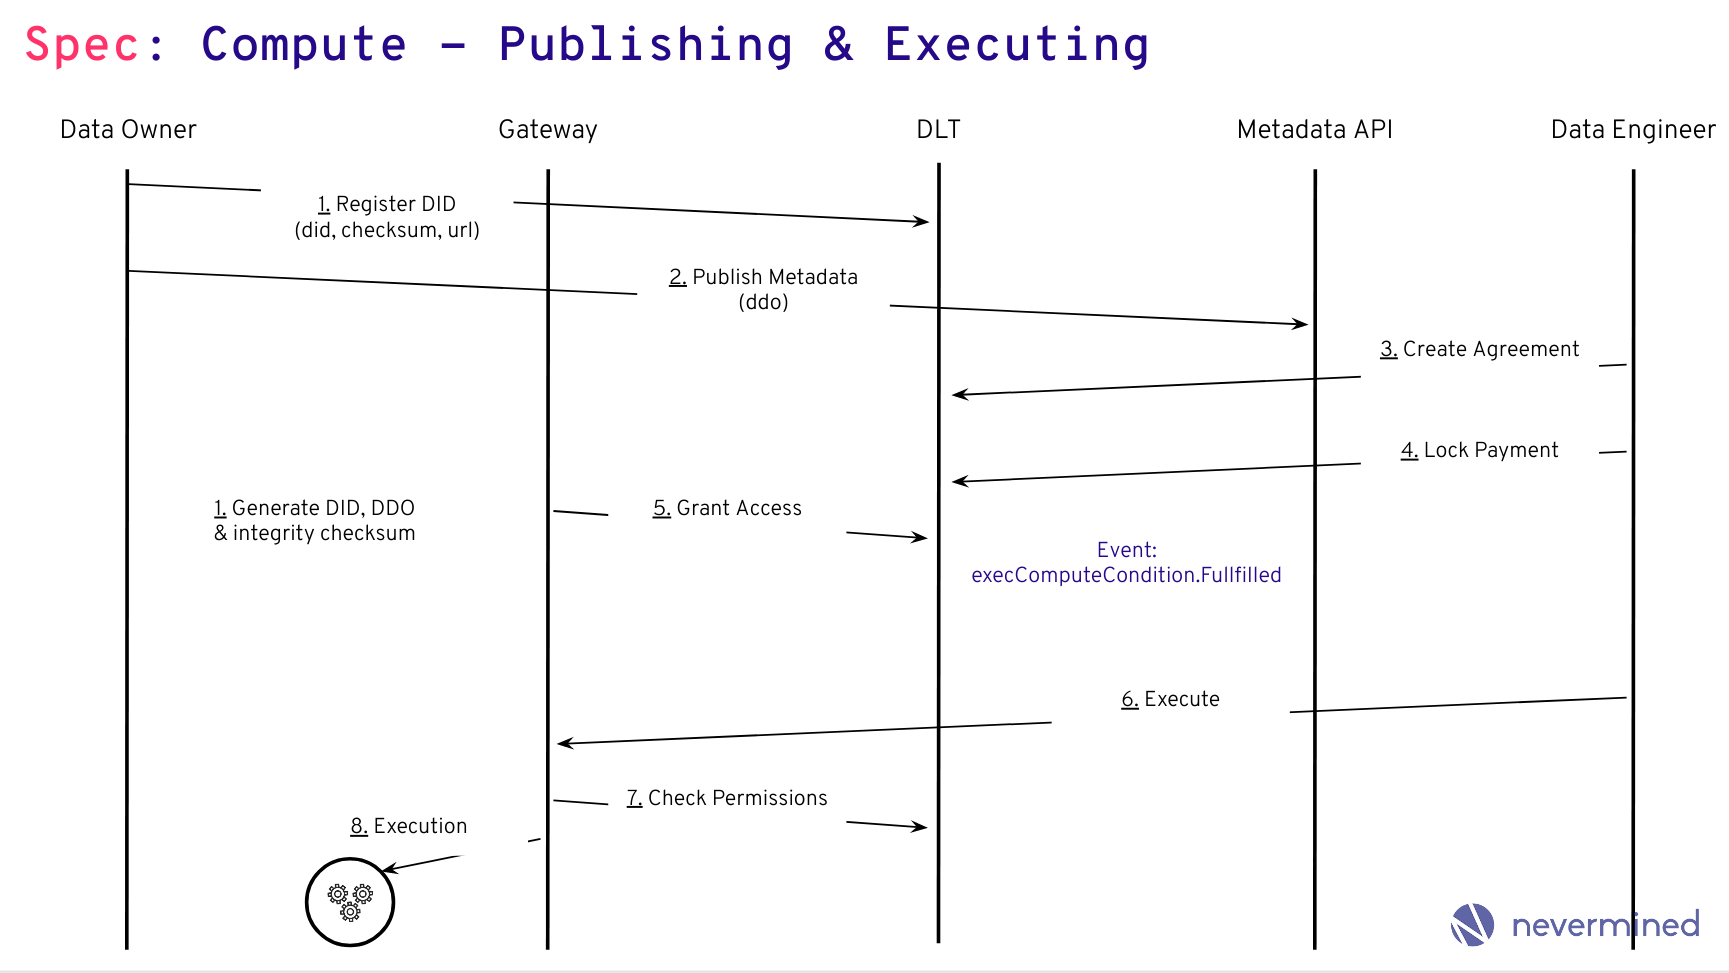 Spec: Compute – Publishing & Executing
Data Owner
Gateway
DLT
Metadata API
Data Engineer
1. Register DID
(did, checksum, url)
2. Publish Metadata
(ddo)
3. Create Agreement
4. Lock Payment
1. Generate DID, DDO
& integrity checksum
5. Grant Access
Event:
execComputeCondition.Fullfilled
6. Execute
7. Check Permissions
8. Execution
nevermined